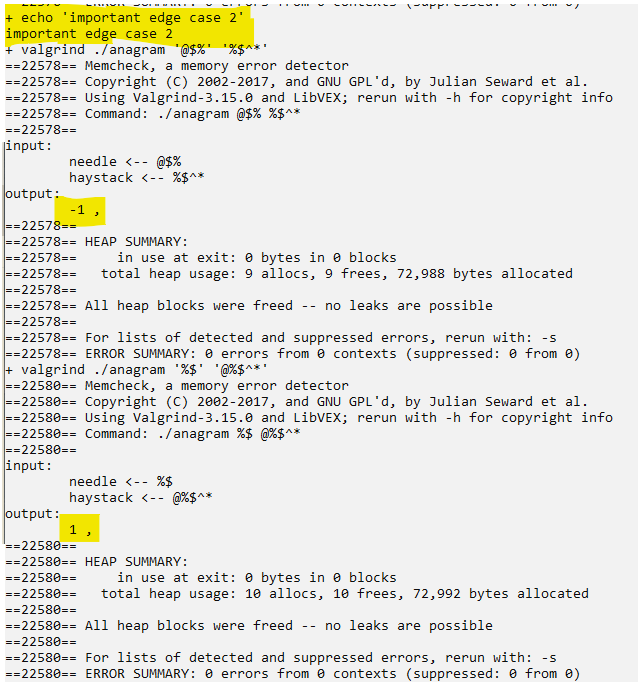 ==22578== ERROR SUMMARY: 0 errors from 0 contexts (suppressed: 0 from 0)
+ echo 'important edge case 2'
important edge case 2
+ valgrind ./anagram '@$%' '%$^*'
==22578== Memcheck, a memory error detector
==22578== Copyright (C) 2002-2017, and GNU GPL'd, by Julian Seward et al.
==22578== Using Valgrind-3.15.0 and LibVEX; rerun with -h for copyright info
==22578== Command: ./anagram @$% %$^*
==22578==
input:
needle <-- @$%
haystack <-- %$^*
output:
-1 ,
==22578==
==22578== HEAP SUMMARY:
==22578==     in use at exit: 0 bytes in 0 blocks
==22578==   total heap usage: 9 allocs, 9 frees, 72,988 bytes allocated
==22578==
==22578== All heap blocks were freed -- no leaks are possible
==22578==
==22578== For lists of detected and suppressed errors, rerun with: -s
==22578== ERROR SUMMARY: 0 errors from 0 contexts (suppressed: 0 from 0)
+ valgrind ./anagram '%$' '@%$^*'
==22580== Memcheck, a memory error detector
==22580== Copyright (C) 2002-2017, and GNU GPL'd, by Julian Seward et al.
==22580== Using Valgrind-3.15.0 and LibVEX; rerun with -h for copyright info
==22580== Command: ./anagram %$ @%$^*
==22580==
input:
needle <-- %$
haystack <-- @%$^*
output:
1 ,
==22580==
==22580== HEAP SUMMARY:
==22580==     in use at exit: 0 bytes in 0 blocks
==22580==   total heap usage: 10 allocs, 10 frees, 72,992 bytes allocated
==22580==
==22580== All heap blocks were freed -- no leaks are possible
==22580==
==22580== For lists of detected and suppressed errors, rerun with: -s
==22580== ERROR SUMMARY: 0 errors from 0 contexts (suppressed: 0 from 0)